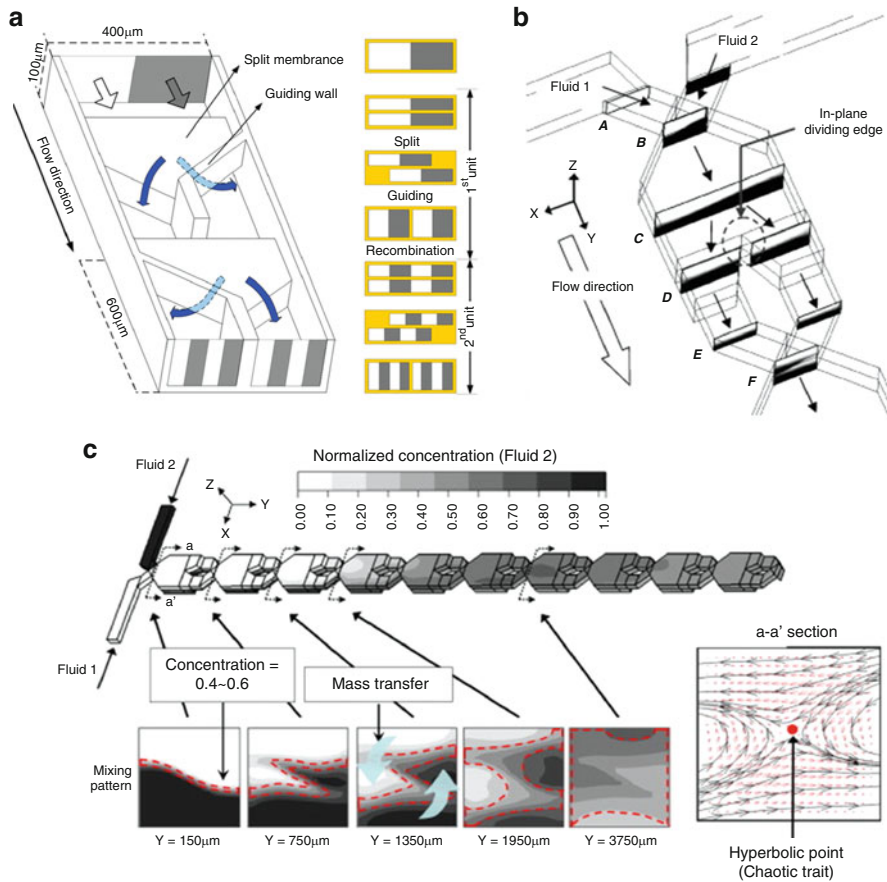 a
400μm
100μm
Split membrance
Guiding wall
Flow direction
600μm
Split
Guiding
Recombination
1st unit
2nd unit
b
Fluid 2
Fluid 1
A
B
In-plane
dividing edge
Z
X
Y
C
D
Flow direction
E
F
c
Normalized concentration (Fluid 2)
0.00
0.10
0.20
0.30
0.40
0.50
0.60
0.70
0.80
0.90
1.00
Fluid 2
Z
Y
X
a
a'
Fluid 1
Concentration =
0.4~0.6
Mass transfer
a-a' section
Mixing
pattern
Y = 150μm
Y = 750μm
Y = 1350μm
Y = 1950μm
Y = 3750μm
Hyperbolic point
(Chaotic trait)